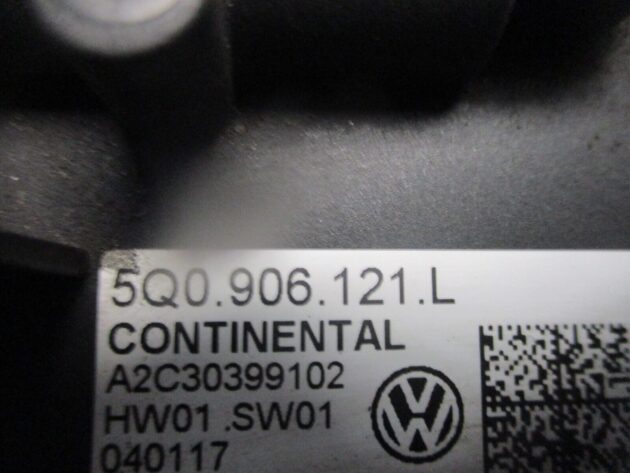 5Q0.906.121.L
CONTINENTAL
A2C30399102
HW01 .SW01
040117